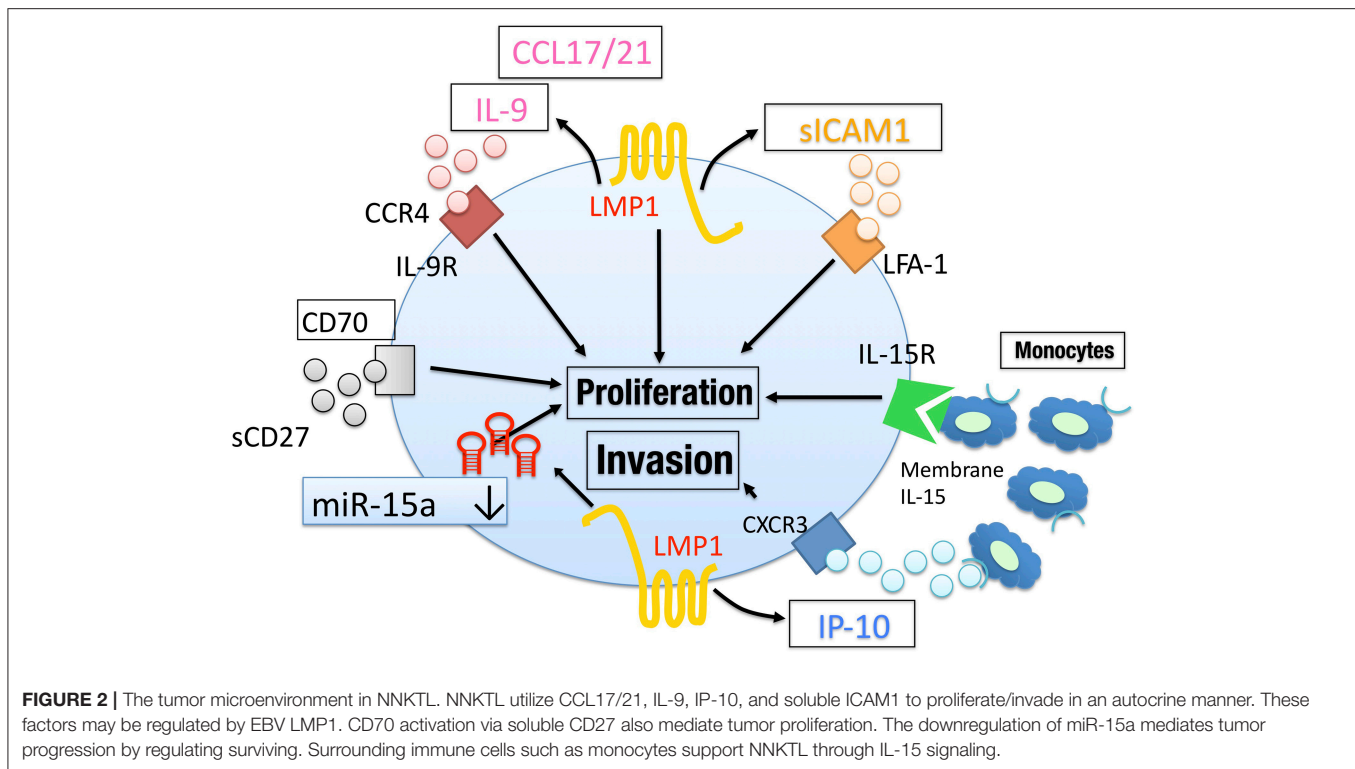 CCL17/21
IL-9
sICAM1
LMP1
CCR4
IL-9R
LFA-1
CD70
IL-15R
Monocytes
Proliferation
sCD27
Invasion
Membrane
IL-15
miR-15a
CXCR3
LMP1
IP-10
FIGURE 2 | The tumor microenvironment in NNKTL. NNKTL utilize CCL17/21, IL-9, IP-10, and soluble ICAM1 to proliferate/invade in an autocrine manner. These
factors may be regulated by EBV LMP1. CD70 activation via soluble CD27 also mediate tumor proliferation. The downregulation of miR-15a mediates tumor
progression by regulating surviving. Surrounding immune cells such as monocytes support NNKTL through IL-15 signaling.